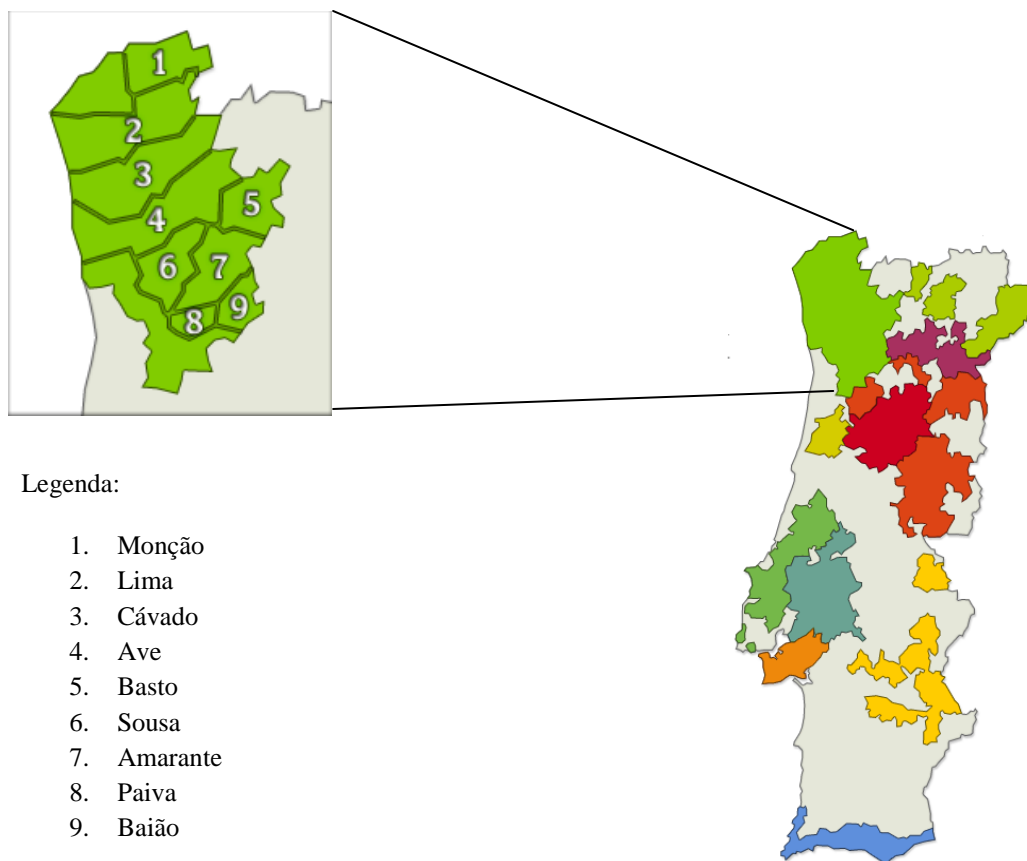 1
2
3
4
5
6
7
8
9
Legenda:
1. Monção
2. Lima
3. Cávado
4. Ave
5. Basto
6. Sousa
7. Amarante
8. Paiva
9. Baião